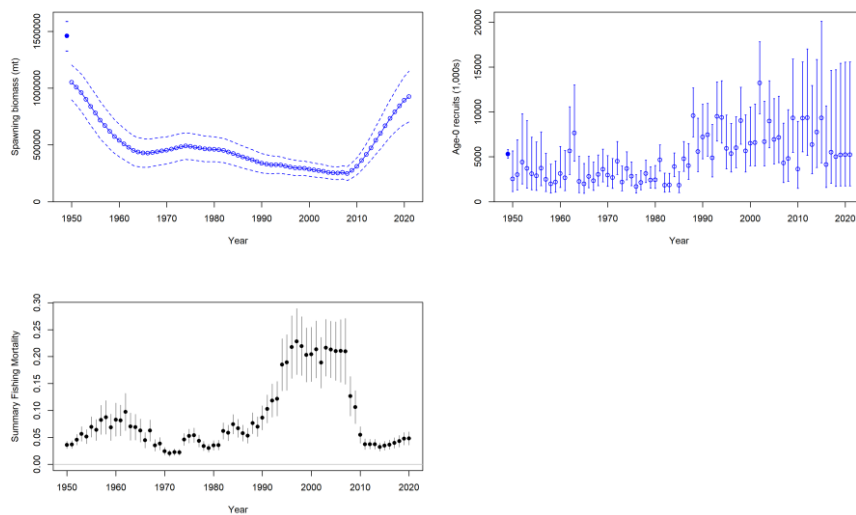 Spawning biomass (mt)
0 500000 1000000 1500000
1950 1960 1970 1980 1990 2000 2010 2020
Year
Age-0 recruits (1,000s)
0 5000 10000 15000 20000
1950 1960 1970 1980 1990 2000 2010 2020
Year
Summary Fishing Mortality
0.00 0.05 0.10 0.15 0.20 0.25 0.30
1950 1960 1970 1980 1990 2000 2010 2020
Year